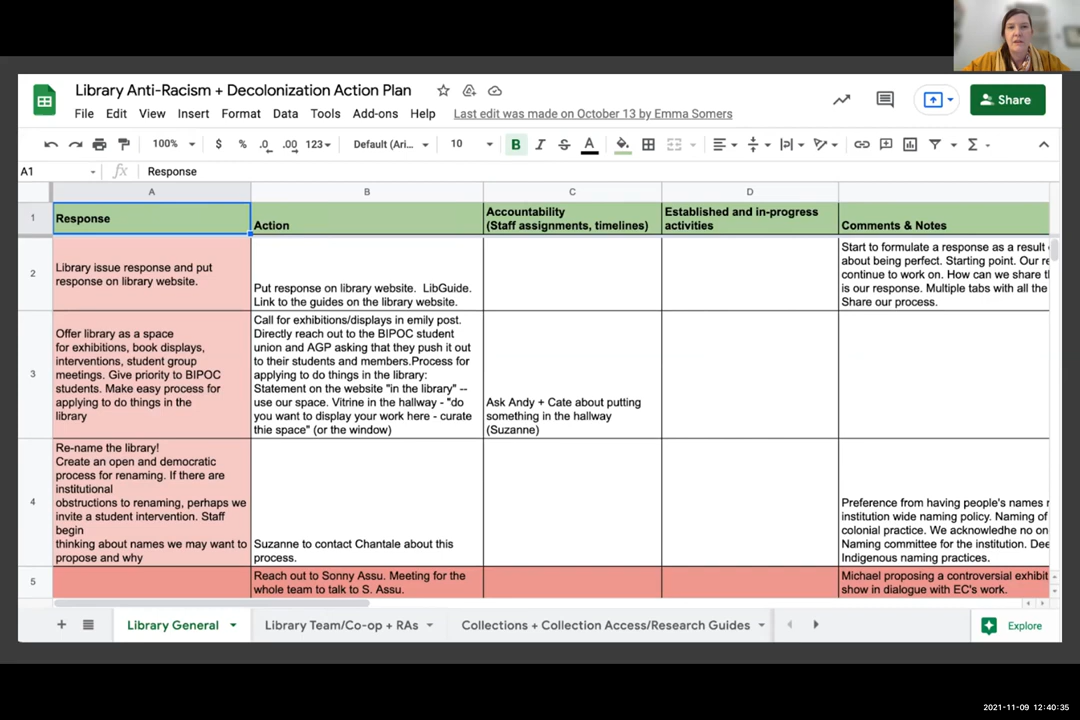 Library Anti-Racism + Decolonization Action Plan
File Edit View Insert Format Data Tools Add-ons Help Last edit was made on October 13 by Emma Somers
Share
100% $ % .0 .00 123 Default (Ari... 10 B I S A
A1 fx Response
A B C D
1 Response Action Accountability (Staff assignments, timelines) Established and in-progress activities Comments & Notes
2
Library issue response and put
response on library website.
Put response on library website. LibGuide.
Link to the guides on the library website.
Start to formulate a response as a result
about being perfect. Starting point. Our re
continue to work on. How can we share t
is our response. Multiple tabs with all the
Share our process.
3
Offer library as a space
for exhibitions, book displays,
interventions, student group
meetings. Give priority to BIPOC
students. Make easy process for
applying to do things in the
library
Call for exhibitions/displays in emily post.
Directly reach out to the BIPOC student
union and AGP asking that they push it out
to their students and members.Process for
applying to do things in the library:
Statement on the website "in the library" --
use our space. Vitrine in the hallway - "do
you want to display your work here - curate
thie space" (or the window)
Ask Andy + Cate about putting
something in the hallway
(Suzanne)
4
Re-name the library!
Create an open and democratic
process for renaming. If there are
institutional
obstructions to renaming, perhaps we
invite a student intervention. Staff
begin
thinking about names we may want to
propose and why
Suzanne to contact Chantale about this
process.
Preference from having people's names
institution wide naming policy. Naming of
colonial practice. We acknowledhe no on
Naming committee for the institution. Dee
Indigenous naming practices.
5
Reach out to Sonny Assu. Meeting for the
whole team to talk to S. Assu.
Michael proposing a controversial exhibit
show in dialogue with EC's work.
+ Library General Library Team/Co-op + RAs Collections + Collection Access/Research Guides Explore
2021-11-09 12:40:35